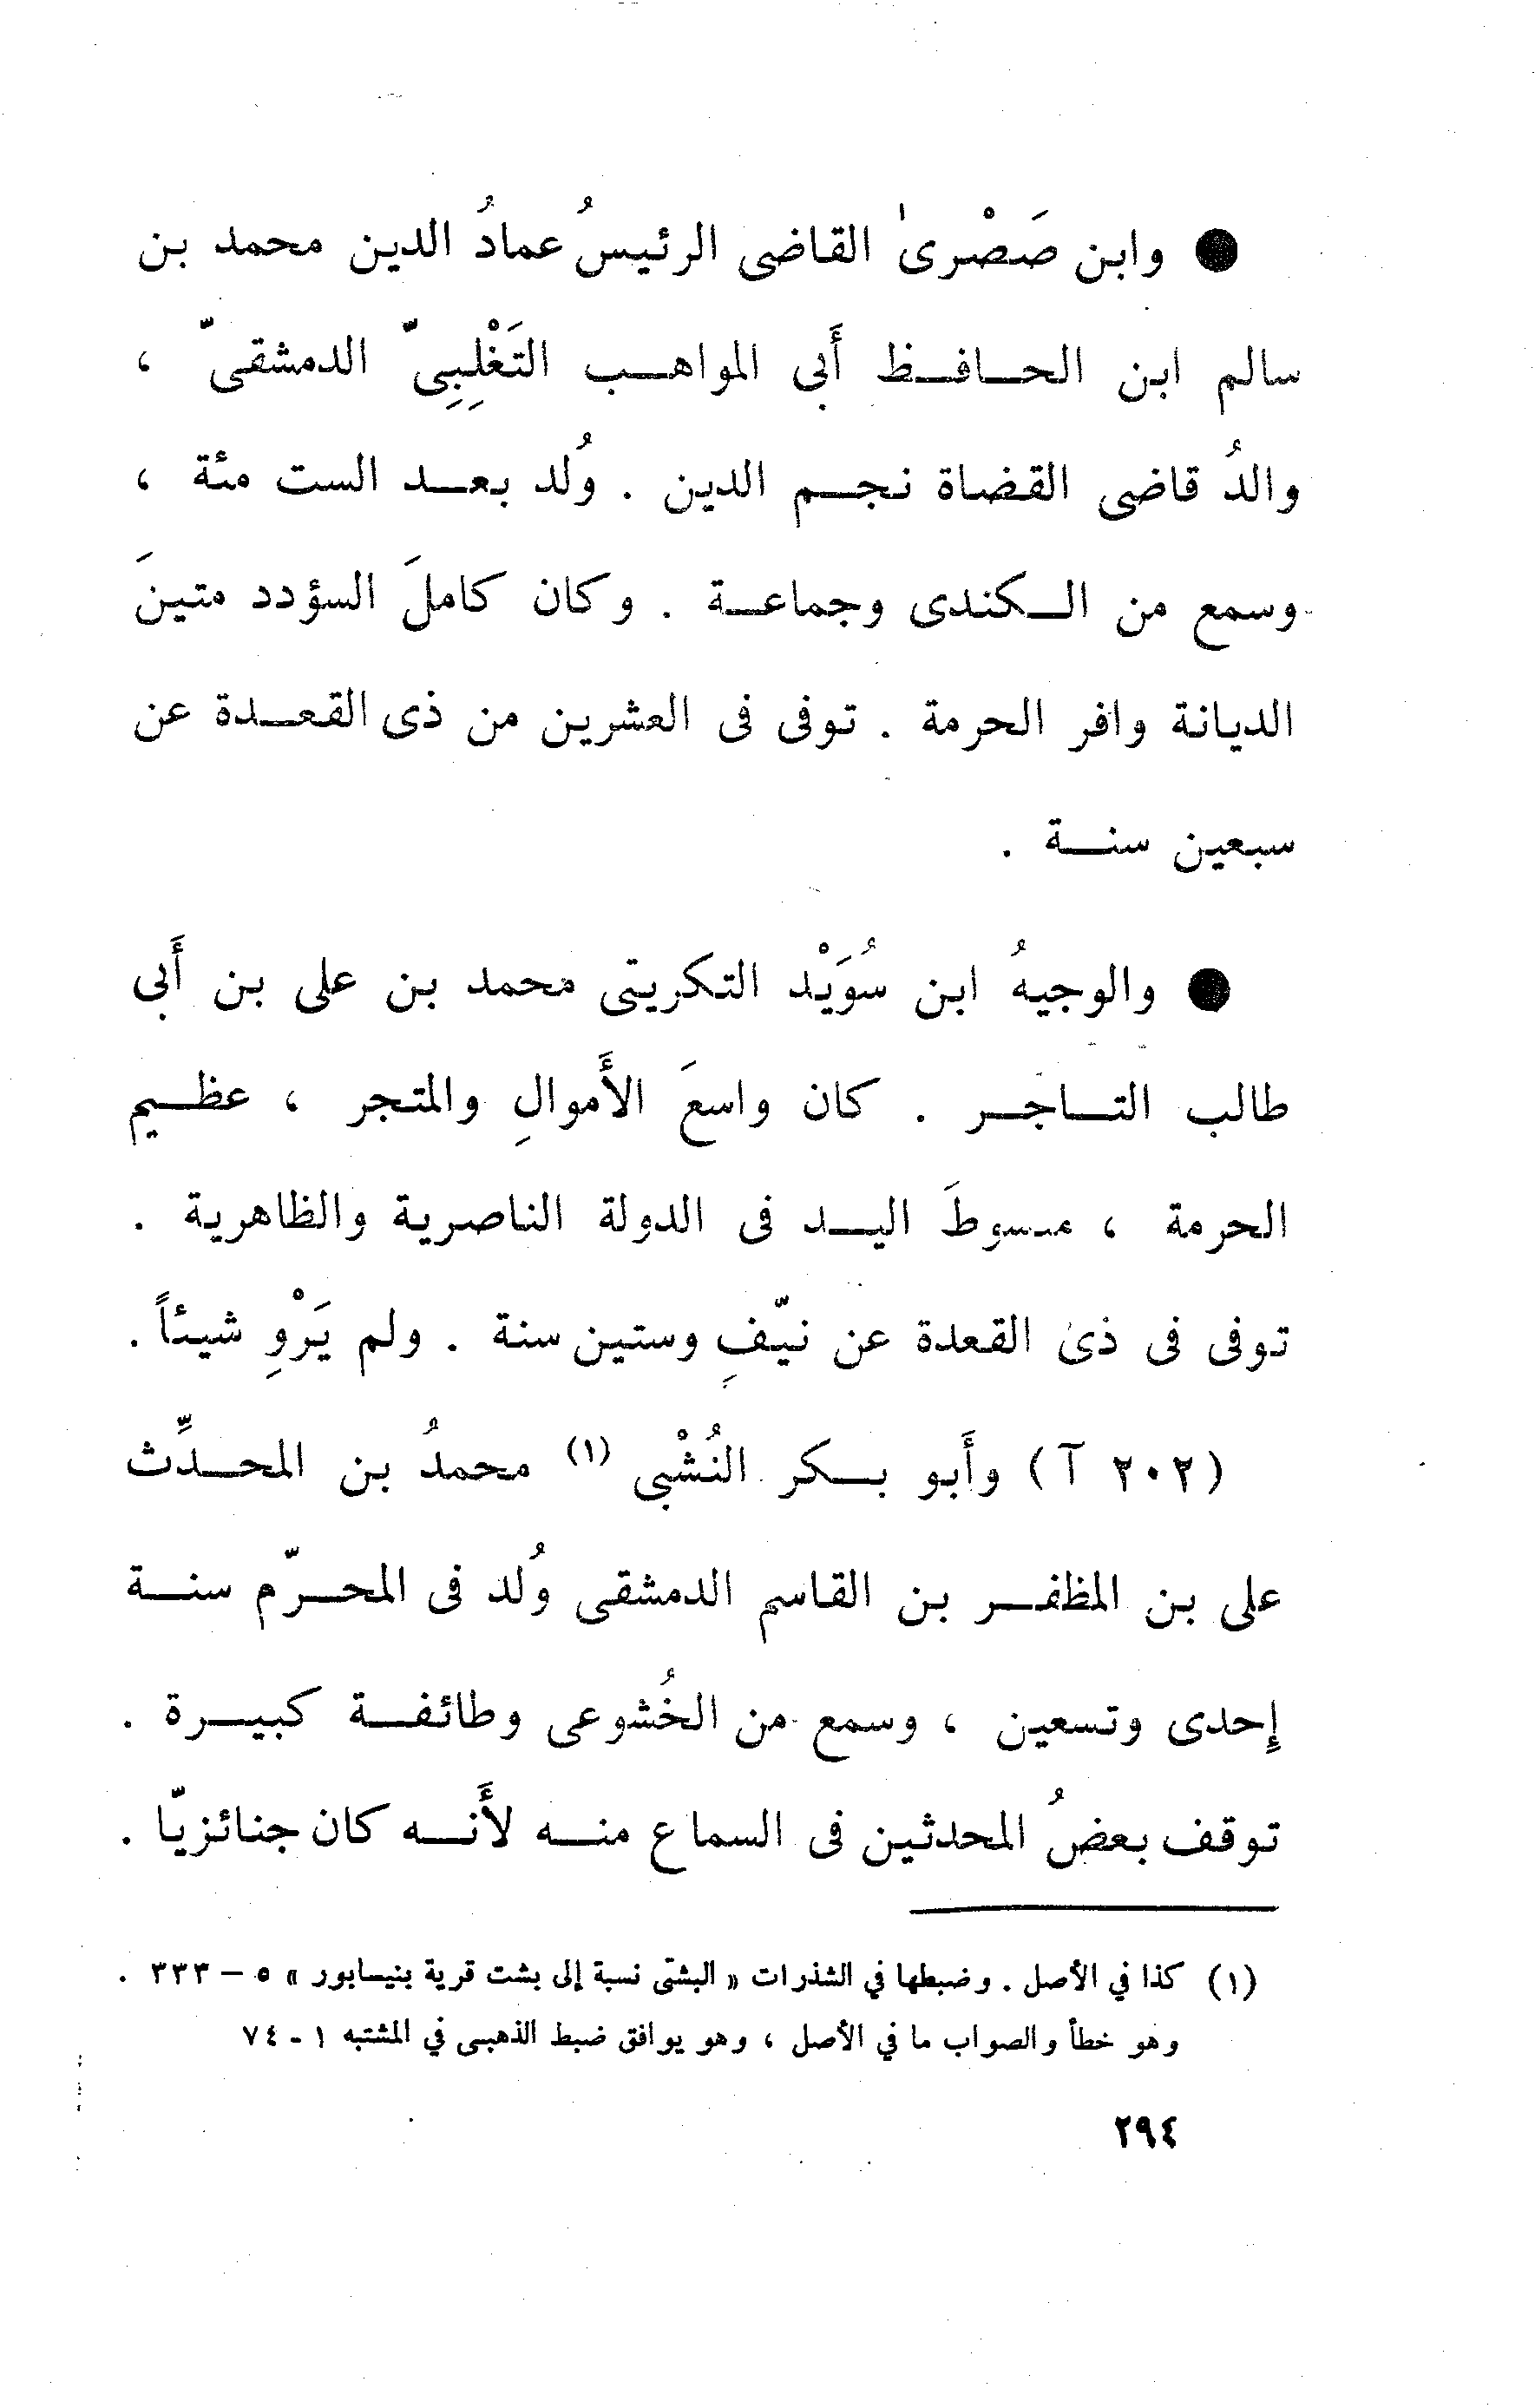 ● وابن صَصْرىٰ القاضى الرئيسُ عمادُ الدين محمد بن
سالم ابن الحافظ أَبى المواهب التَغْلِبِىّ الدمشقىّ ،
والدُ قاضى القضاة نجم الدين . وُلد بعد الست مئة ،
وسمع من الكندى وجماعة . وكان كاملَ السؤدد متينَ
الديانة وافر الحرمة . توفى فى العشرين من ذى القعدة عن
سبعين سنة .
● والوجيهُ ابن سُوَيْد التكريتى محمد بن على بن أَبى
طالب التاجر . كان واسعَ الأَموالِ والمتجر ، عظيم
الحرمة ، مبسوطَ اليد فى الدولة الناصرية والظاهرية .
توفى فى ذى القعدة عن نيّفٍ وستين سنة . ولم يَرْوِ شيئاً .
(٢٠٢ آ) وأَبو بكر النُشْبى (١) محمدُ بن المحدِّث
على بن المظفر بن القاسم الدمشقى وُلد فى المحرّم سنة
إِحدى وتسعين ، وسمع من الخُشوعى وطائفة كبيرة .
توقف بعضُ المحدثين فى السماع منه لأَنه كان جنائزيّا .
(١) كذا في الأصل . وضبطها في الشذرات « البشتى نسبة إلى بشت قرية بنيسابور » ٥ – ٣٣٣ .
وهو خطأ والصواب ما في الأصل ، وهو يوافق ضبط الذهبى في المشتبه ١ - ٧٤
٢٩٤